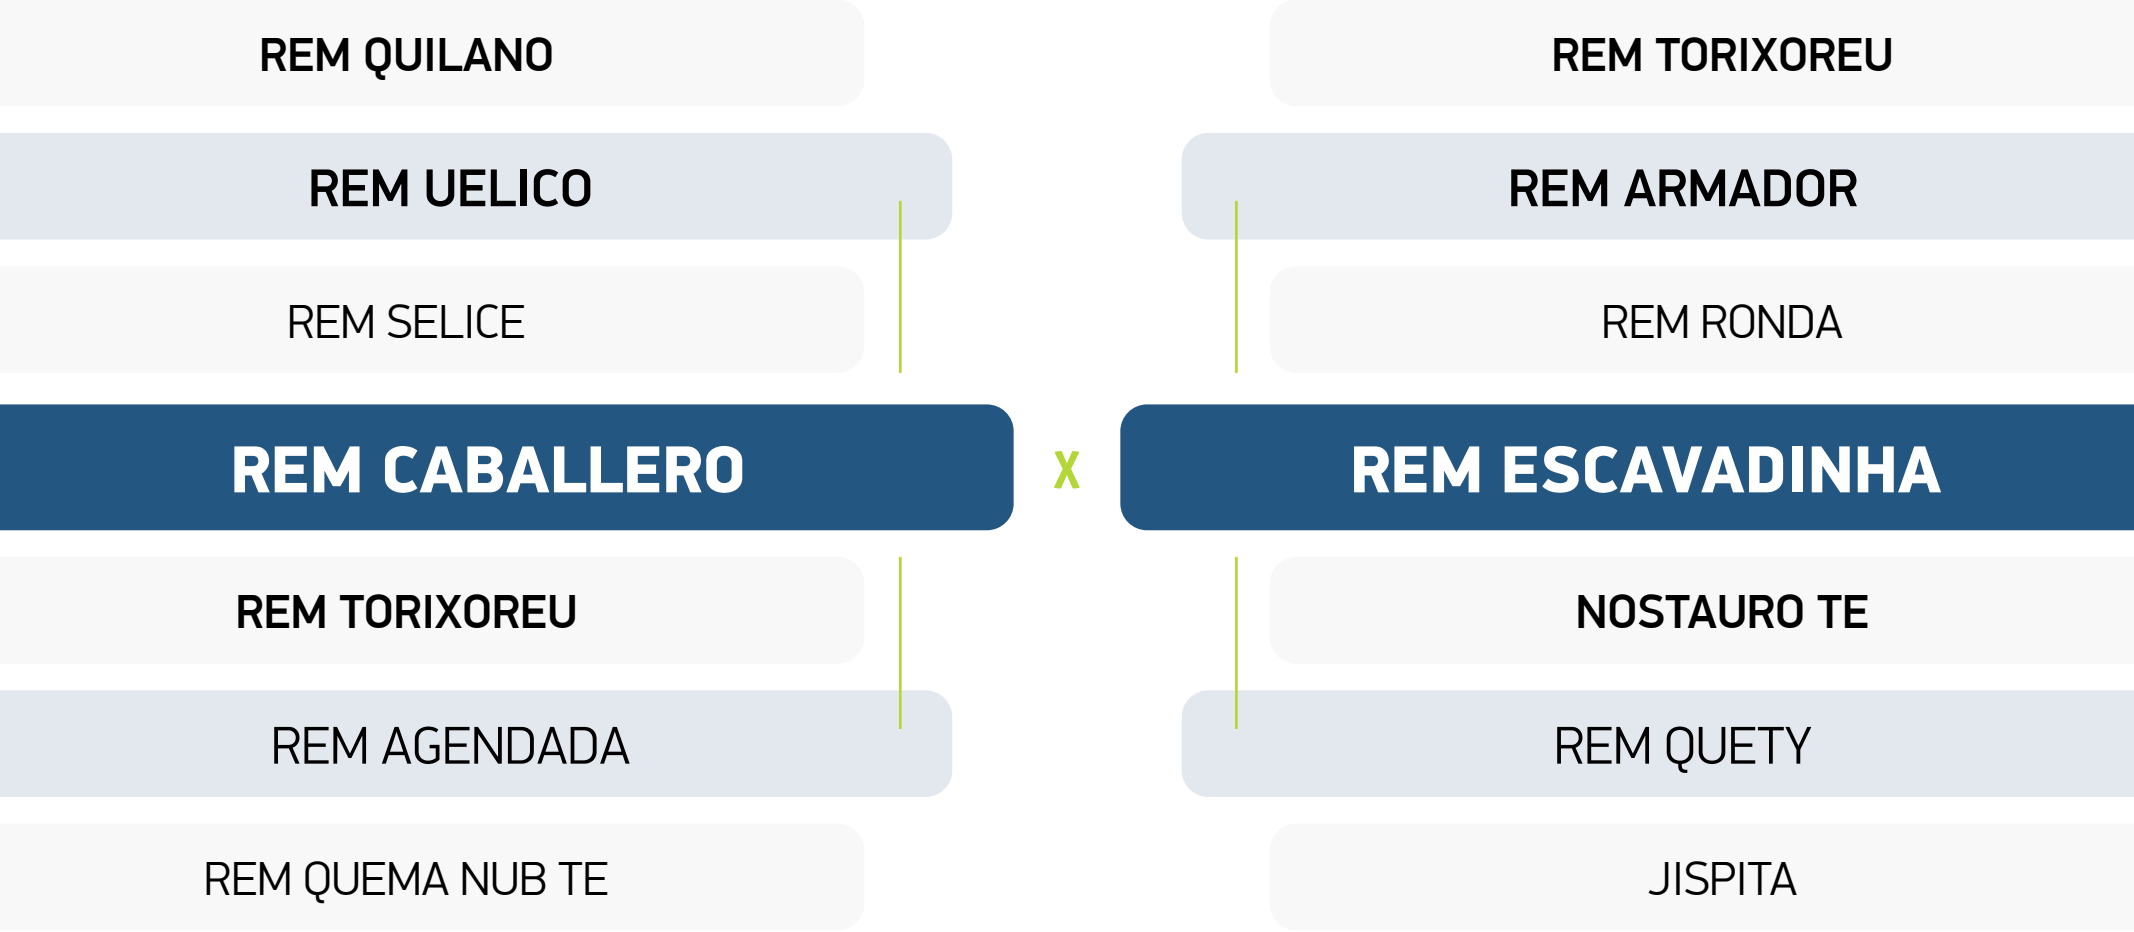 REM QUILANO
REM TORIXOREU
REM UELICO
REM ARMADOR
REM SELICE
REM RONDA
REM CABALLERO
X
REM ESCAVADINHA
REM TORIXOREU
NOSTAURO TE
REM AGENDADA
REM QUETY
REM QUEMA NUB TE
JISPITA